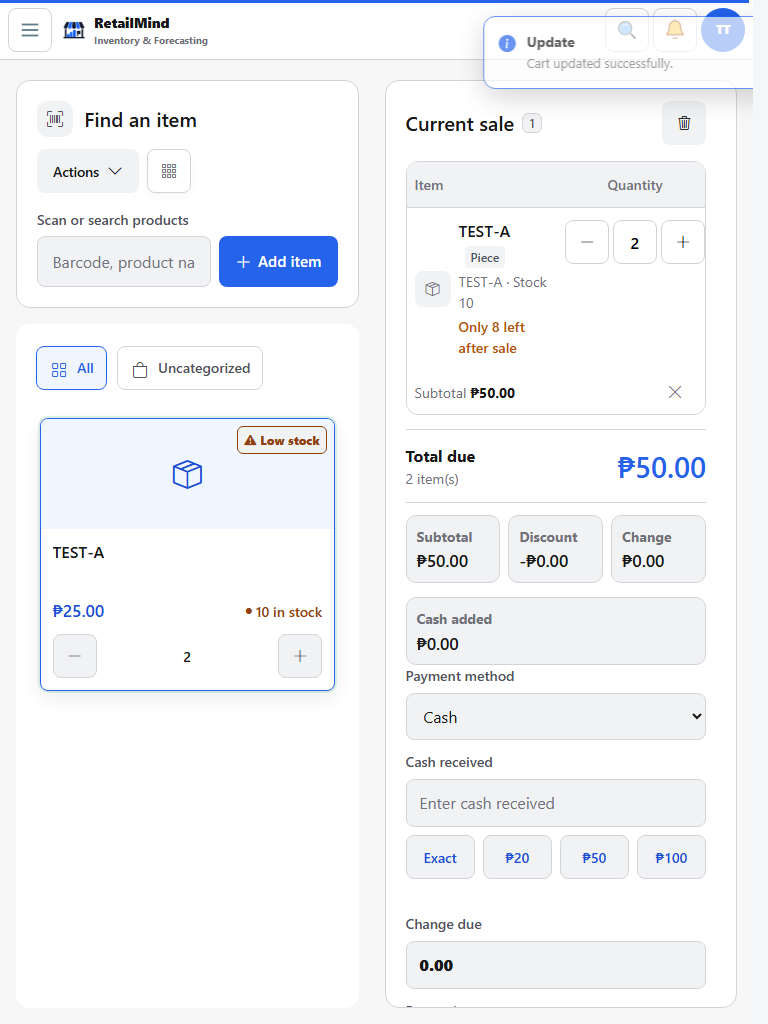 RetailMind
Inventory & Forecasting
TT
Update
Cart updated successfully.
Find an item
Actions
Scan or search products
Barcode, product na
Add item
All
Uncategorized
Low stock
TEST-A
₱25.00
10 in stock
2
Current sale 1
Item Quantity
TEST-A
Piece
TEST-A · Stock
10
Only 8 left
after sale
2
Subtotal ₱50.00
Total due
2 item(s)
₱50.00
Subtotal
₱50.00
Discount
-₱0.00
Change
₱0.00
Cash added
₱0.00
Payment method
Cash
Cash received
Enter cash received
Exact ₱20 ₱50 ₱100
Change due
0.00